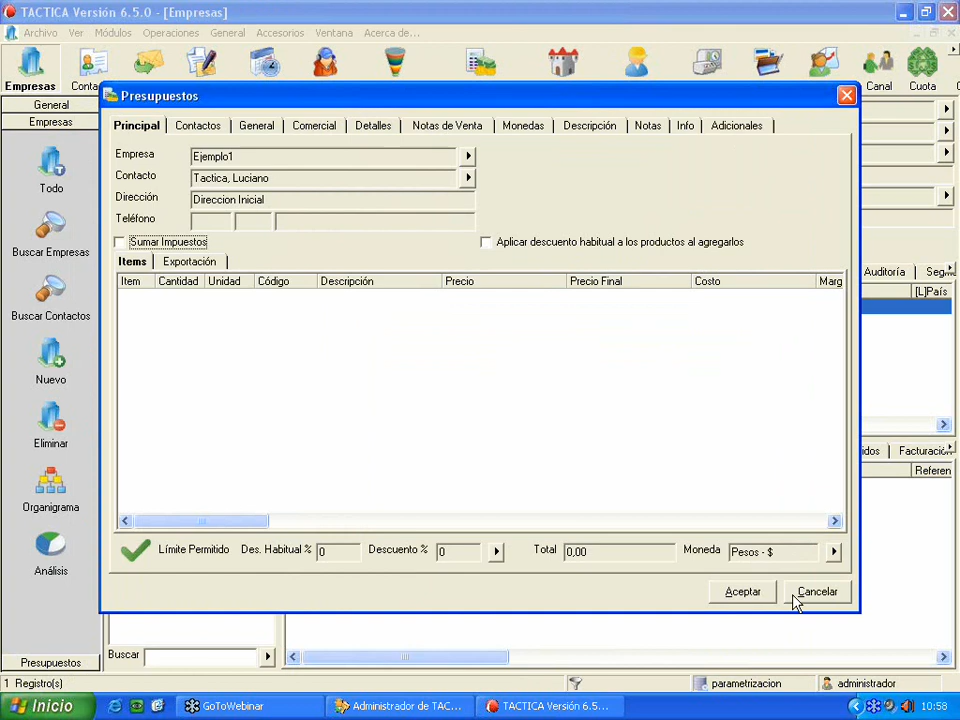 TACTICA Versión 6.5.0 - [Empresas]
Archivo Ver Módulos Operaciones General Accesorios Ventana Acerca de...
Empresas Canal Cuota
General
Empresas
Todo
Buscar Empresas
Buscar Contactos
Nuevo
Eliminar
Organigrama
Análisis
Presupuestos
Presupuestos
Principal Contactos General Comercial Detalles Notas de Venta Monedas Descripción Notas Info Adicionales
Empresa Ejemplo1
Contacto Tactica, Luciano
Dirección Direccion Inicial
Teléfono
Sumar Impuestos Aplicar descuento habitual a los productos al agregarlos
Items Exportación
Item Cantidad Unidad Código Descripción Precio Precio Final Costo Marg
Límite Permitido Des. Habitual % 0 Descuento % 0 Total 0,00 Moneda Pesos - $
Aceptar Cancelar
Auditoría
[L]País
Referen
Buscar
1 Registro(s) parametrizacion administrador
Inicio GoToWebinar Administrador de TAC... TACTICA Versión 6.5... 10:58